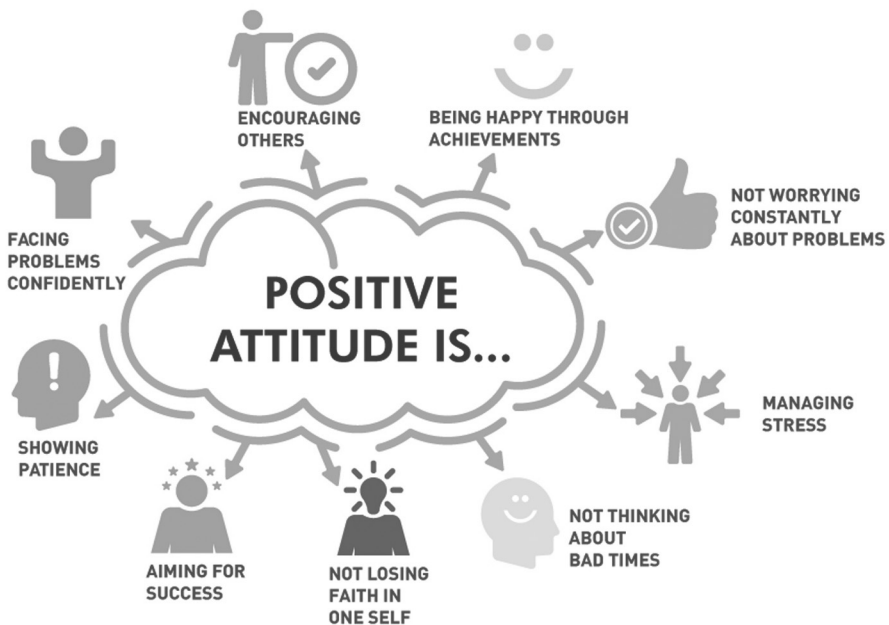 ENCOURAGING
OTHERS
BEING HAPPY THROUGH
ACHIEVEMENTS
NOT WORRYING
CONSTANTLY
ABOUT PROBLEMS
FACING
PROBLEMS
CONFIDENTLY
POSITIVE
ATTITUDE IS...
MANAGING
STRESS
SHOWING
PATIENCE
AIMING FOR
SUCCESS
NOT LOSING
FAITH IN
ONE SELF
NOT THINKING
ABOUT
BAD TIMES